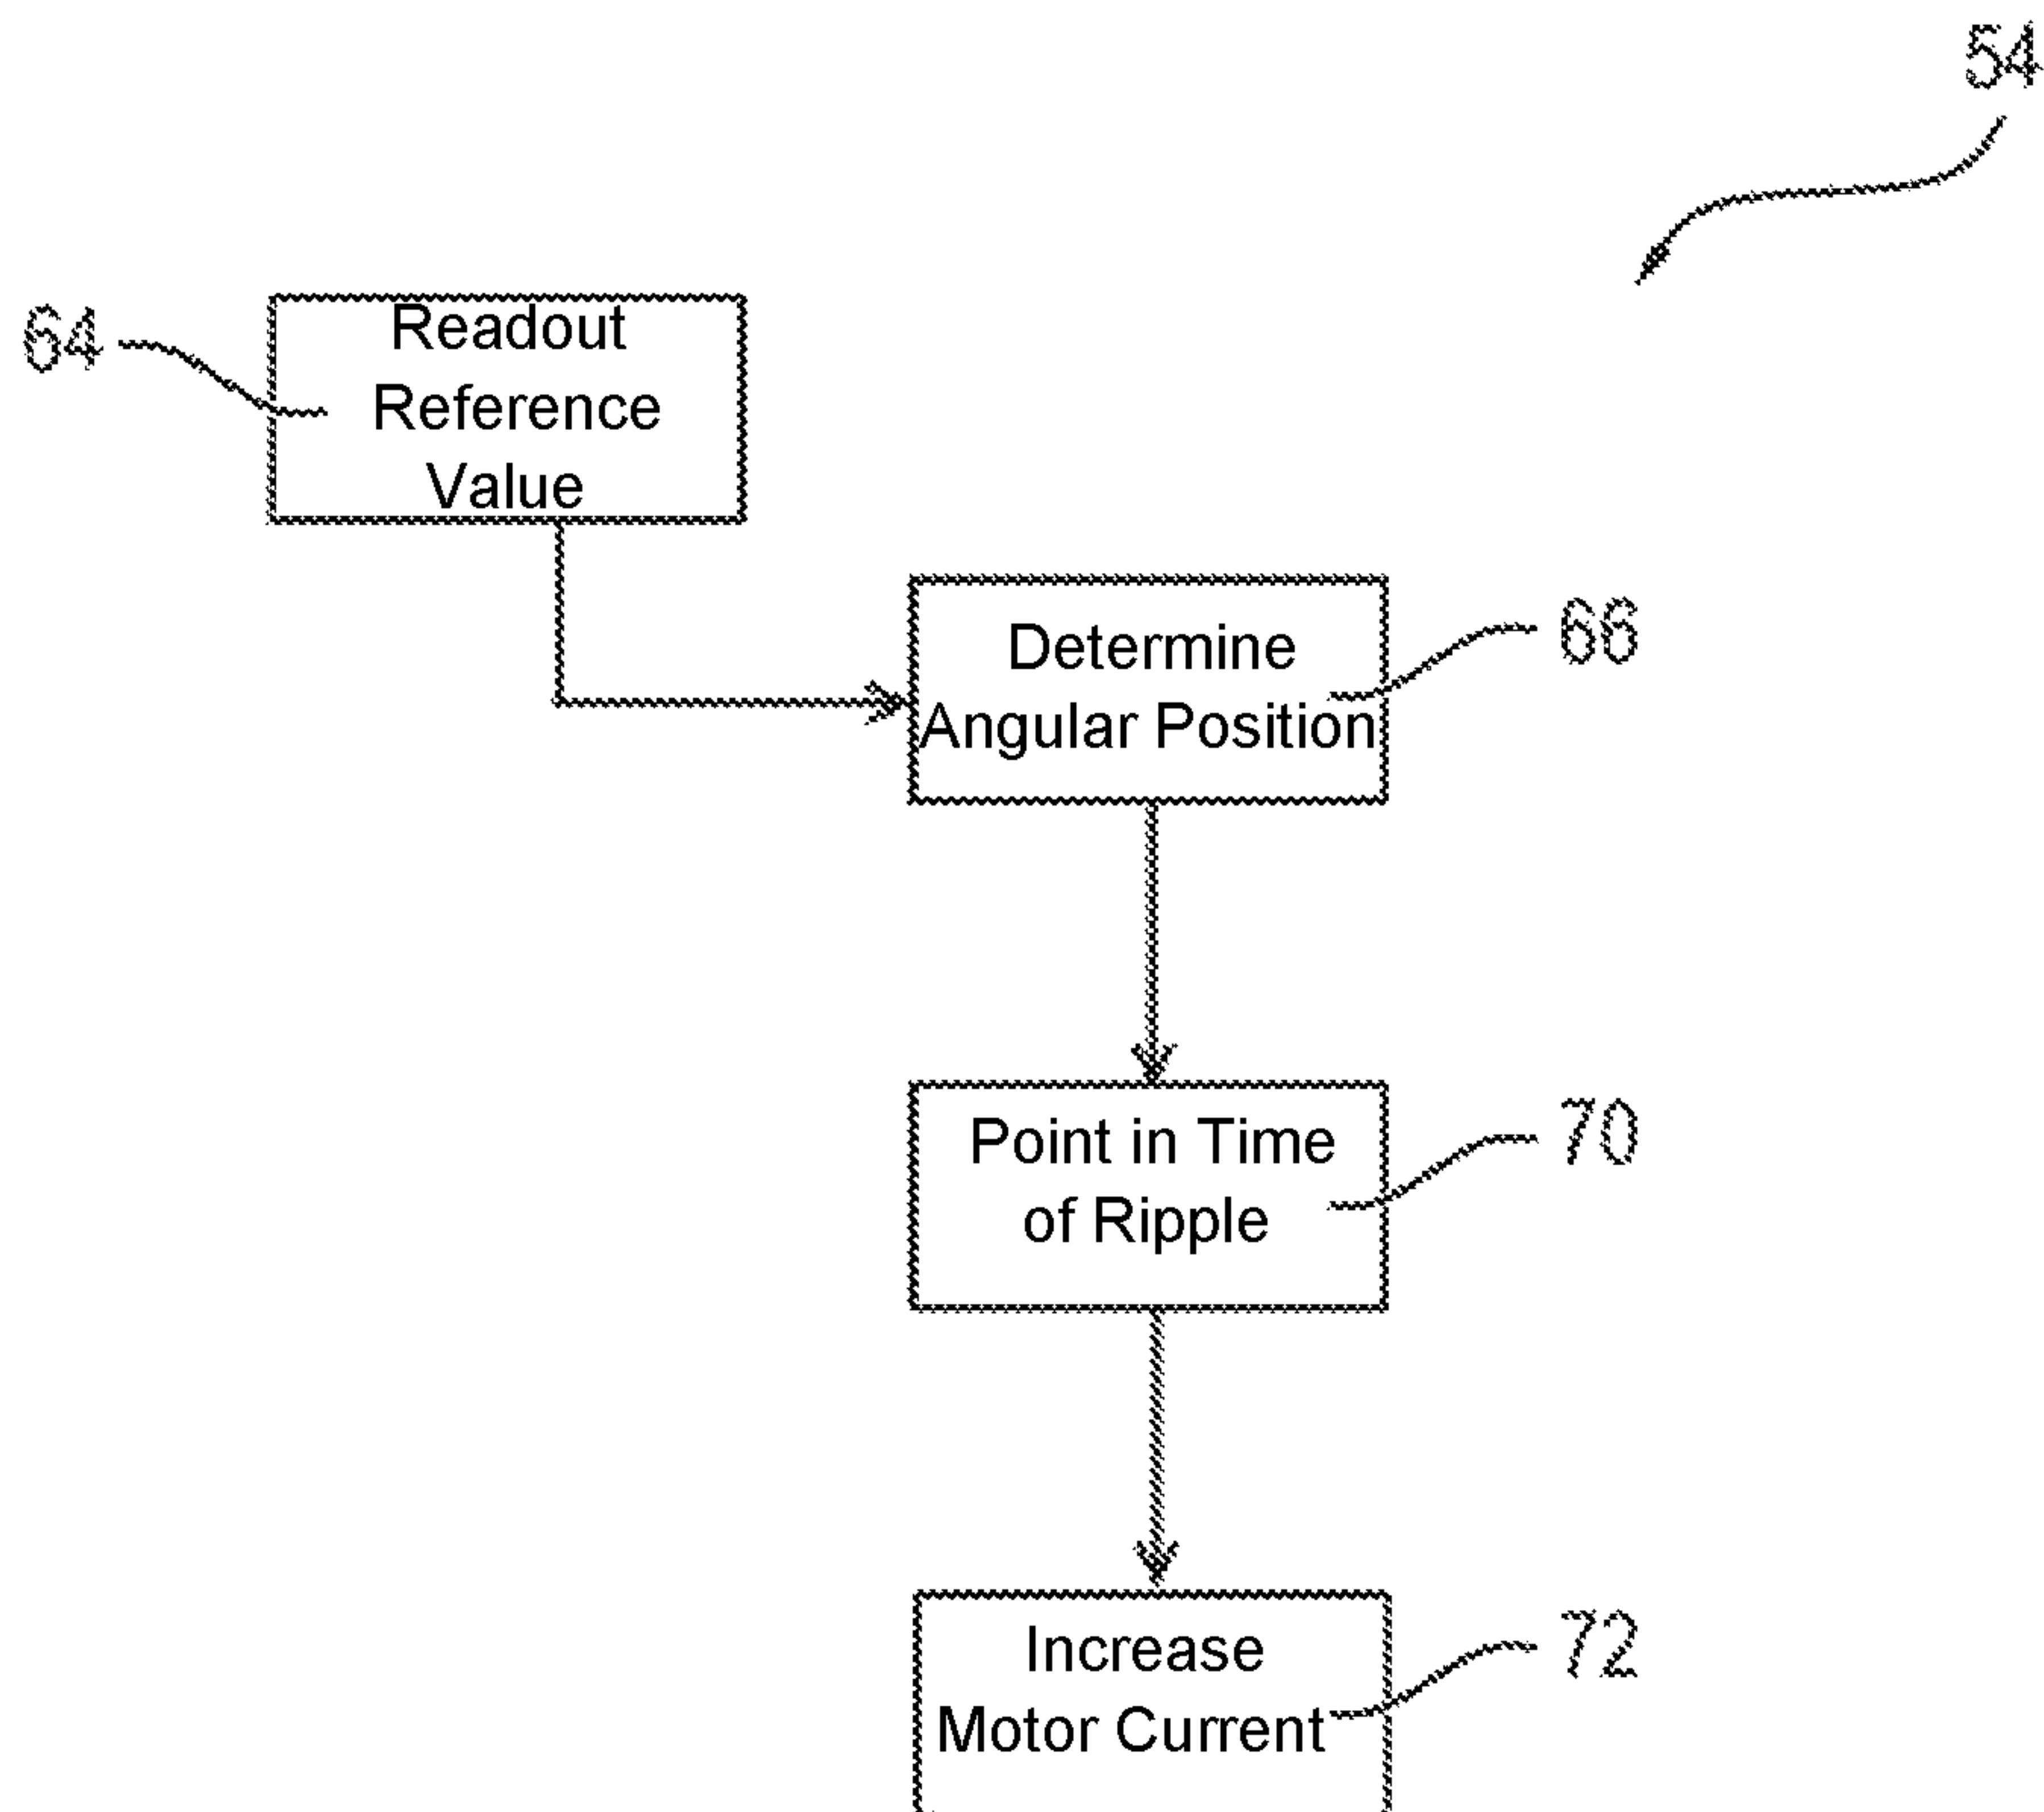 54
64
Readout
Reference
Value
Determine
Angular Position
66
Point in Time
of Ripple
70
Increase
Motor Current
72